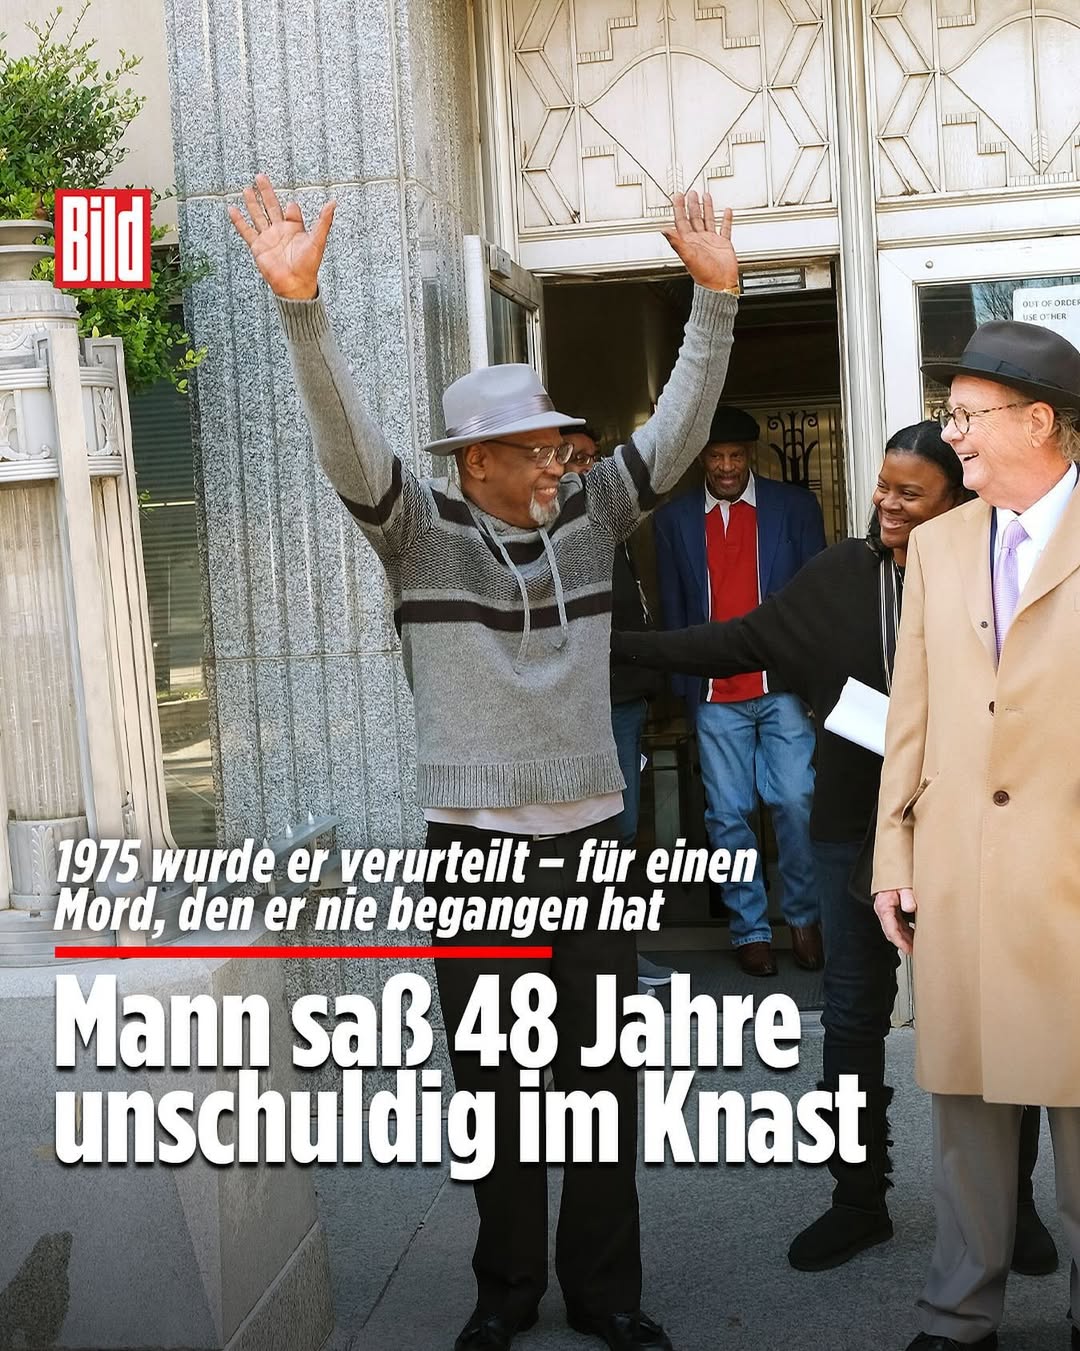 Bild
OUT OF ORDER
USE OTHER
1975 wurde er verurteilt – für einen
Mord, den er nie begangen hat
Mann saß 48 Jahre
unschuldig im Knast